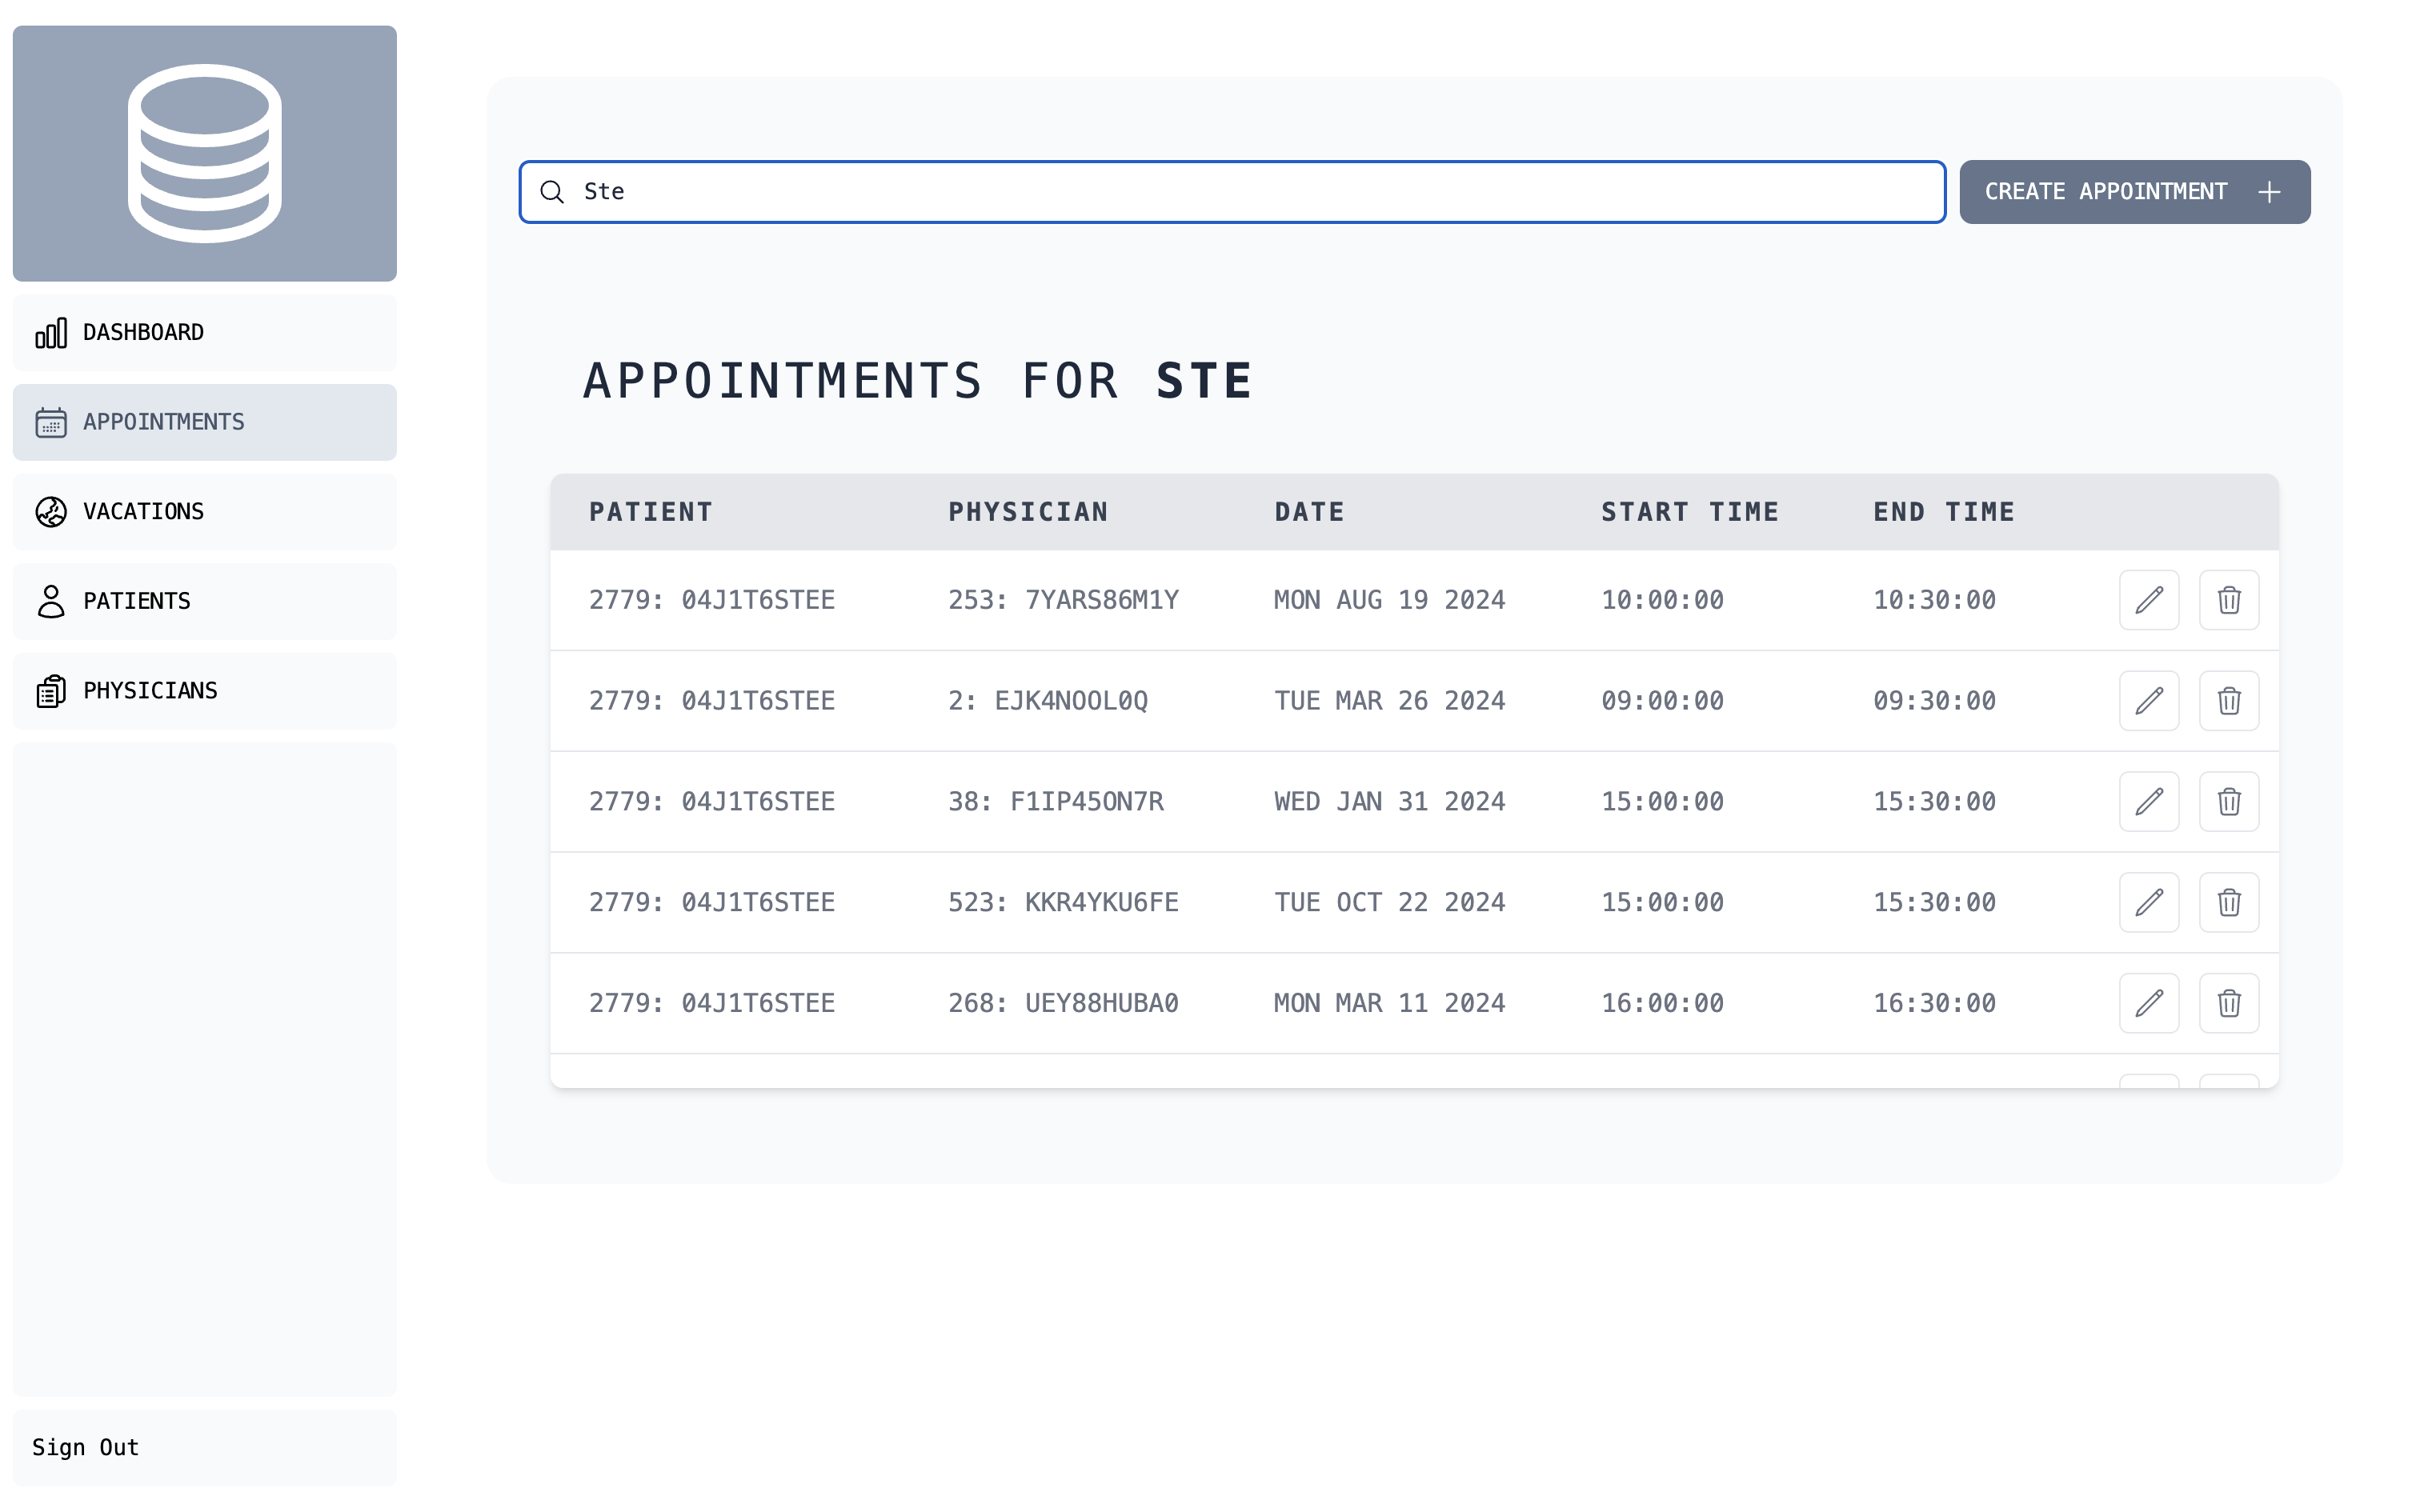 Ste
CREATE APPOINTMENT
DASHBOARD
APPOINTMENTS
VACATIONS
PATIENTS
PHYSICIANS
Sign Out
APPOINTMENTS FOR STE
PATIENT PHYSICIAN DATE START TIME END TIME
2779: 04J1T6STEE 253: 7YARS86M1Y MON AUG 19 2024 10:00:00 10:30:00
2779: 04J1T6STEE 2: EJK4NOOL0Q TUE MAR 26 2024 09:00:00 09:30:00
2779: 04J1T6STEE 38: F1IP45ON7R WED JAN 31 2024 15:00:00 15:30:00
2779: 04J1T6STEE 523: KKR4YKU6FE TUE OCT 22 2024 15:00:00 15:30:00
2779: 04J1T6STEE 268: UEY88HUBA0 MON MAR 11 2024 16:00:00 16:30:00